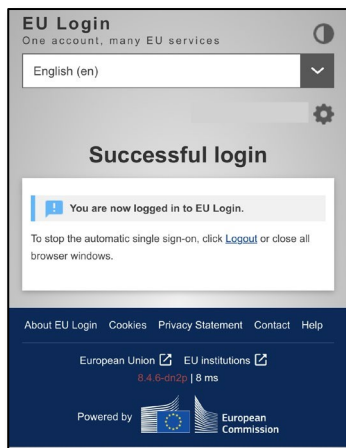 EU Login
One account, many EU services
English (en)
Successful login
You are now logged in to EU Login.
To stop the automatic single sign-on, click Logout or close all
browser windows.
About EU Login Cookies Privacy Statement Contact Help
European Union EU institutions
8.4.6-dn2p | 8 ms
Powered by European
Commission